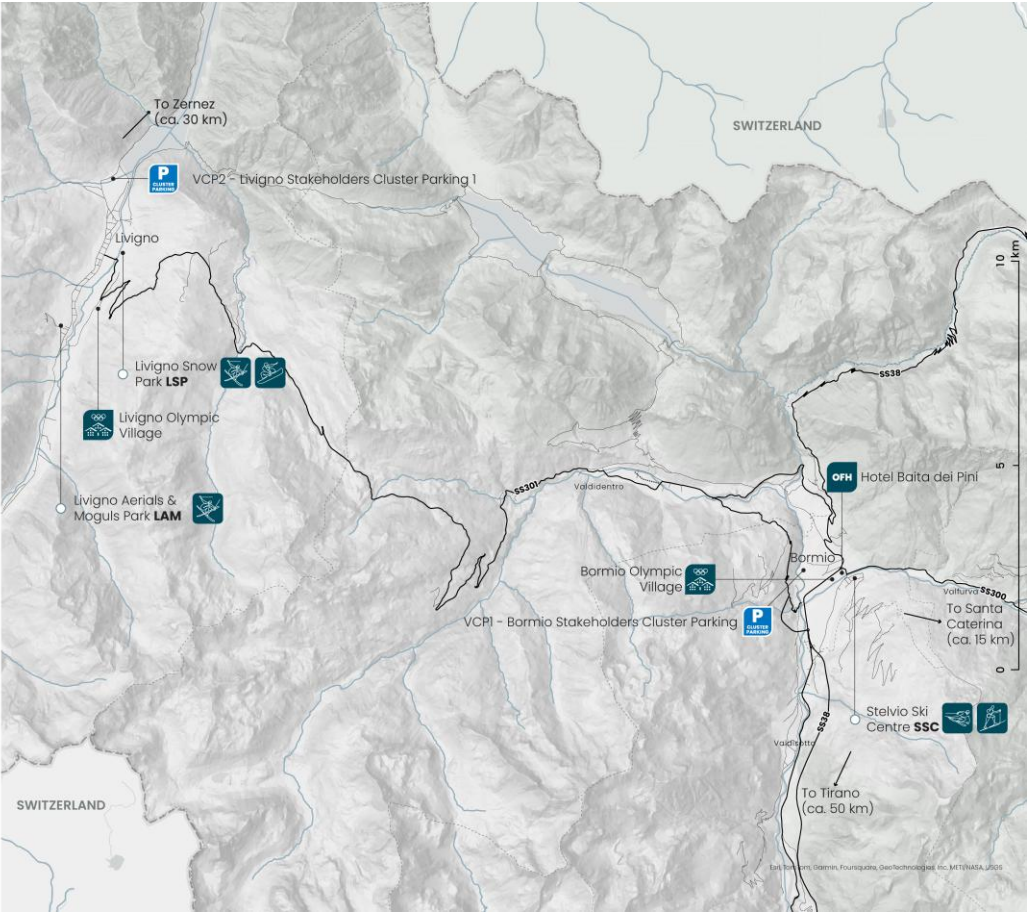 To Zernez
(ca. 30 km)
SWITZERLAND
P
CLUSTER
PARKING
VCP2 - Livigno Stakeholders Cluster Parking 1
Livigno
10
km
Livigno Snow
Park LSP
SS38
Livigno Olympic
Village
5
OFH
Hotel Baita dei Pini
SS301
Valdidentro
Livigno Aerials &
Moguls Park LAM
Bormio
Bormio Olympic
Village
Valfurva
SS300
To Santa
Caterina
(ca. 15 km)
P
CLUSTER
PARKING
VCP1 - Bormio Stakeholders Cluster Parking
0
Stelvio Ski
Centre SSC
SS38
Valdisotto
To Tirano
(ca. 50 km)
SWITZERLAND
Esri, TomTom, Garmin, Foursquare, GeoTechnologies, Inc, METI/NASA, USGS